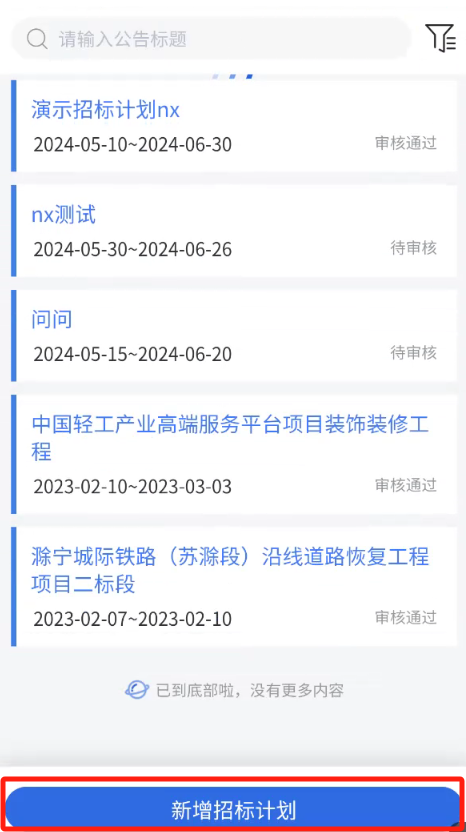 请输入公告标题
演示招标计划nx
2024-05-10~2024-06-30 审核通过
nx测试
2024-05-30~2024-06-26 待审核
问问
2024-05-15~2024-06-20 待审核
中国轻工产业高端服务平台项目装饰装修工
程
2023-02-10~2023-03-03 审核通过
滁宁城际铁路（苏滁段）沿线道路恢复工程
项目二标段
2023-02-07~2023-02-10 审核通过
已到底部啦，没有更多内容
新增招标计划